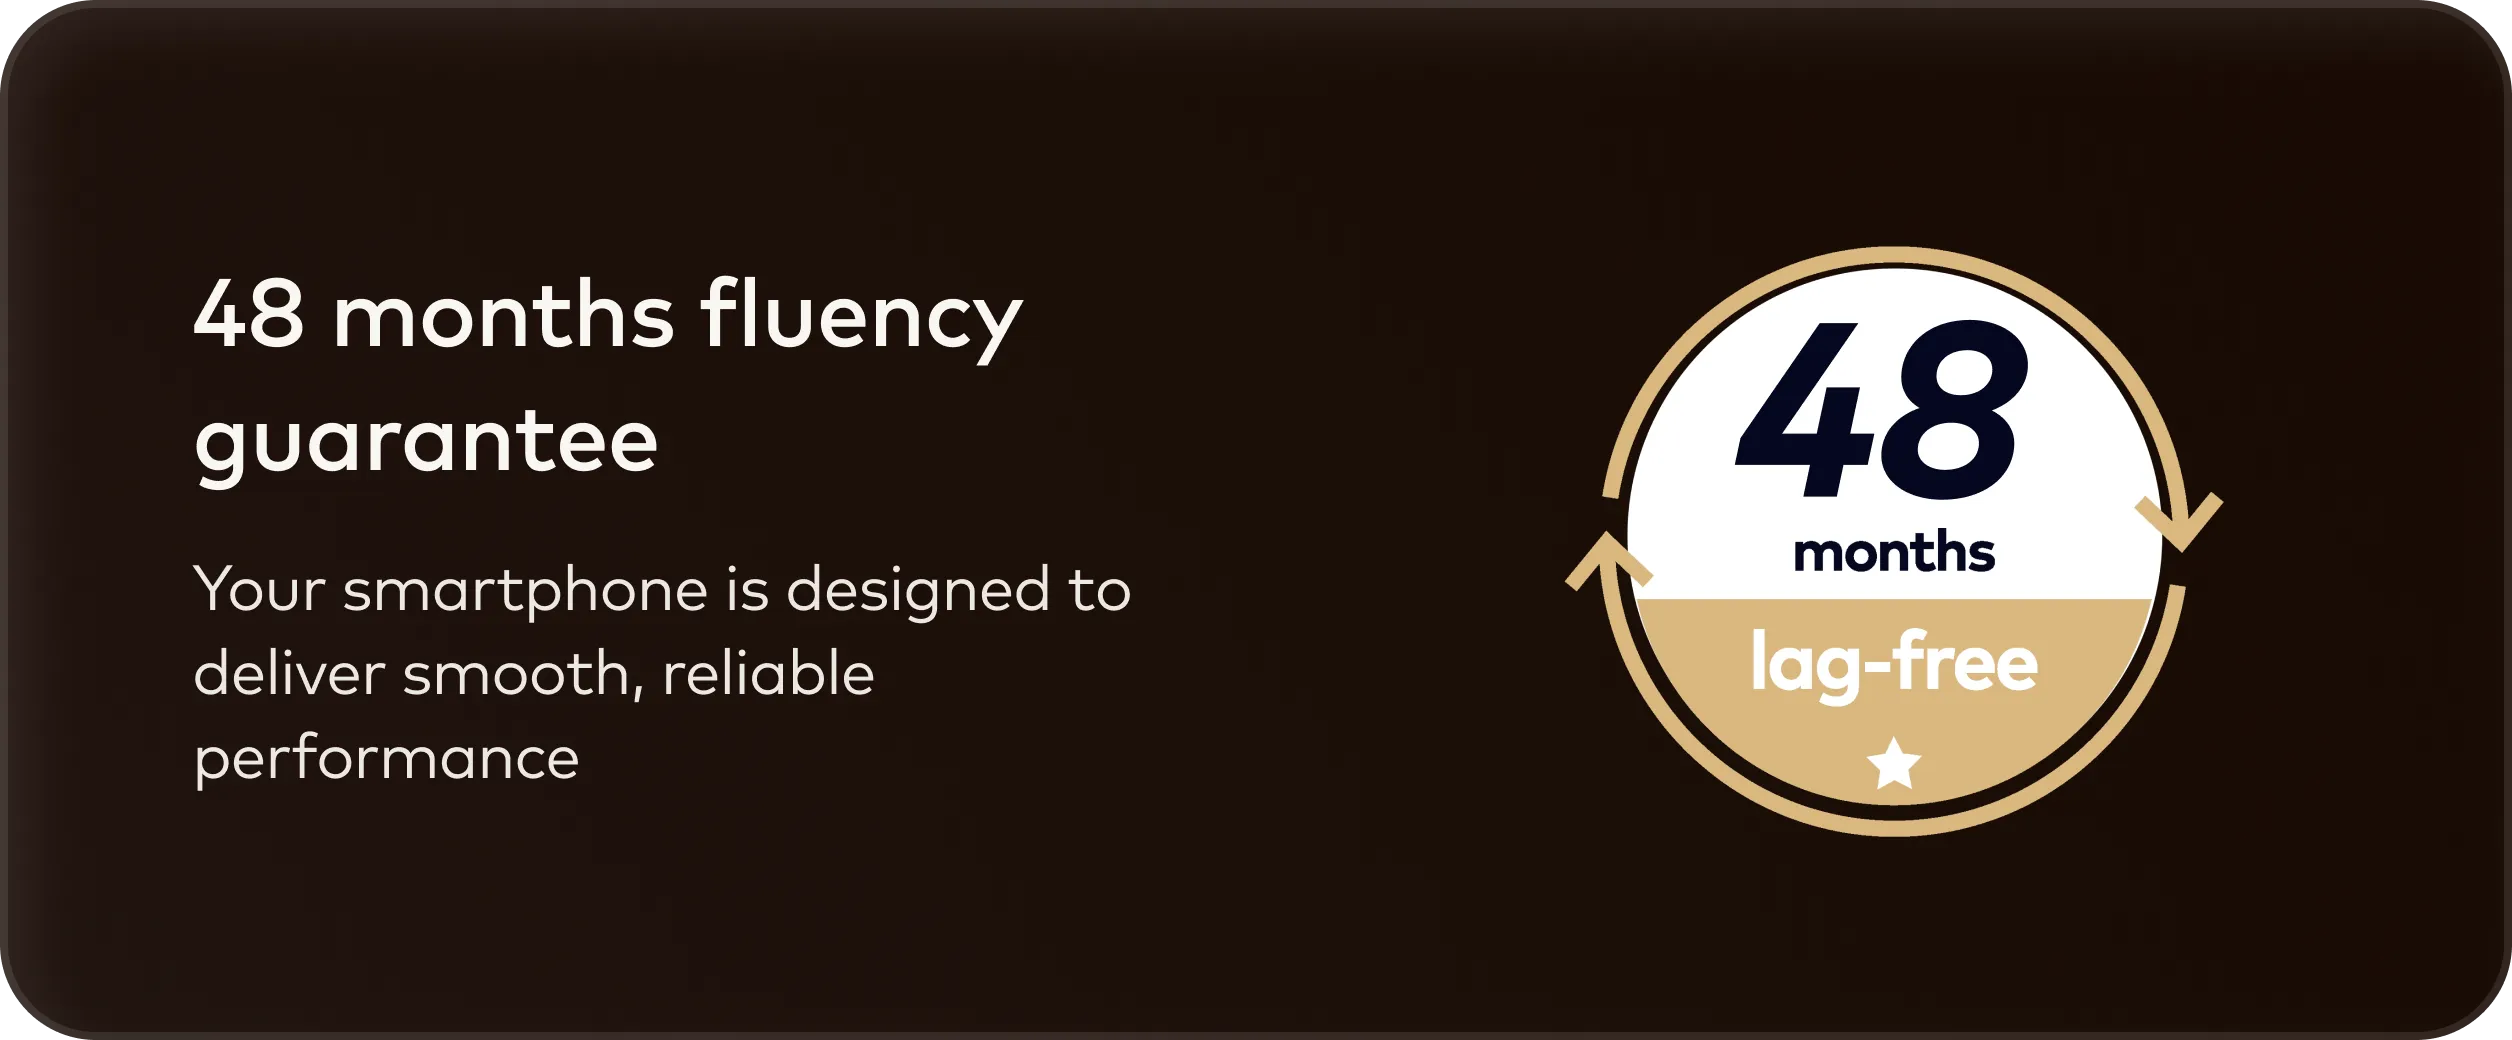 48 months fluency
guarantee
Your smartphone is designed to
deliver smooth, reliable
performance
48
months
lag-free